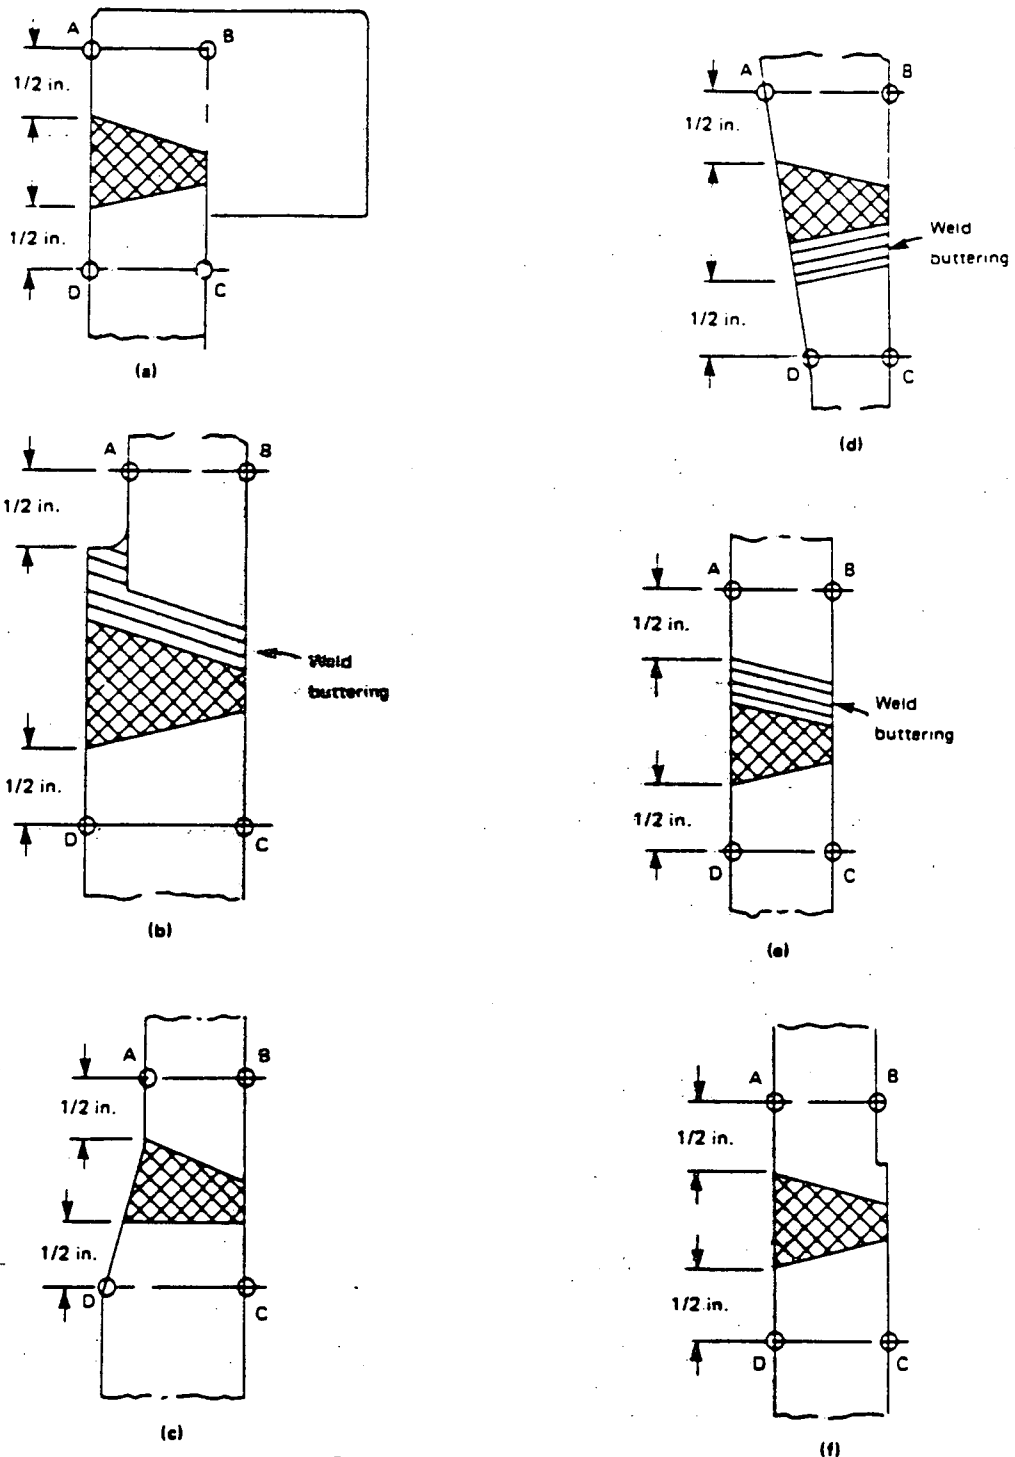 A
B
1/2 in.
1/2 in.
D
C
(a)
A
B
1/2 in.
Weld
buttering
1/2 in.
D
C
(b)
A
B
1/2 in.
1/2 in.
D
C
(c)
A
B
1/2 in.
Weld
buttering
1/2 in.
D
C
(d)
A
B
1/2 in.
Weld
buttering
1/2 in.
D
C
(e)
A
B
1/2 in.
1/2 in.
D
C
(f)